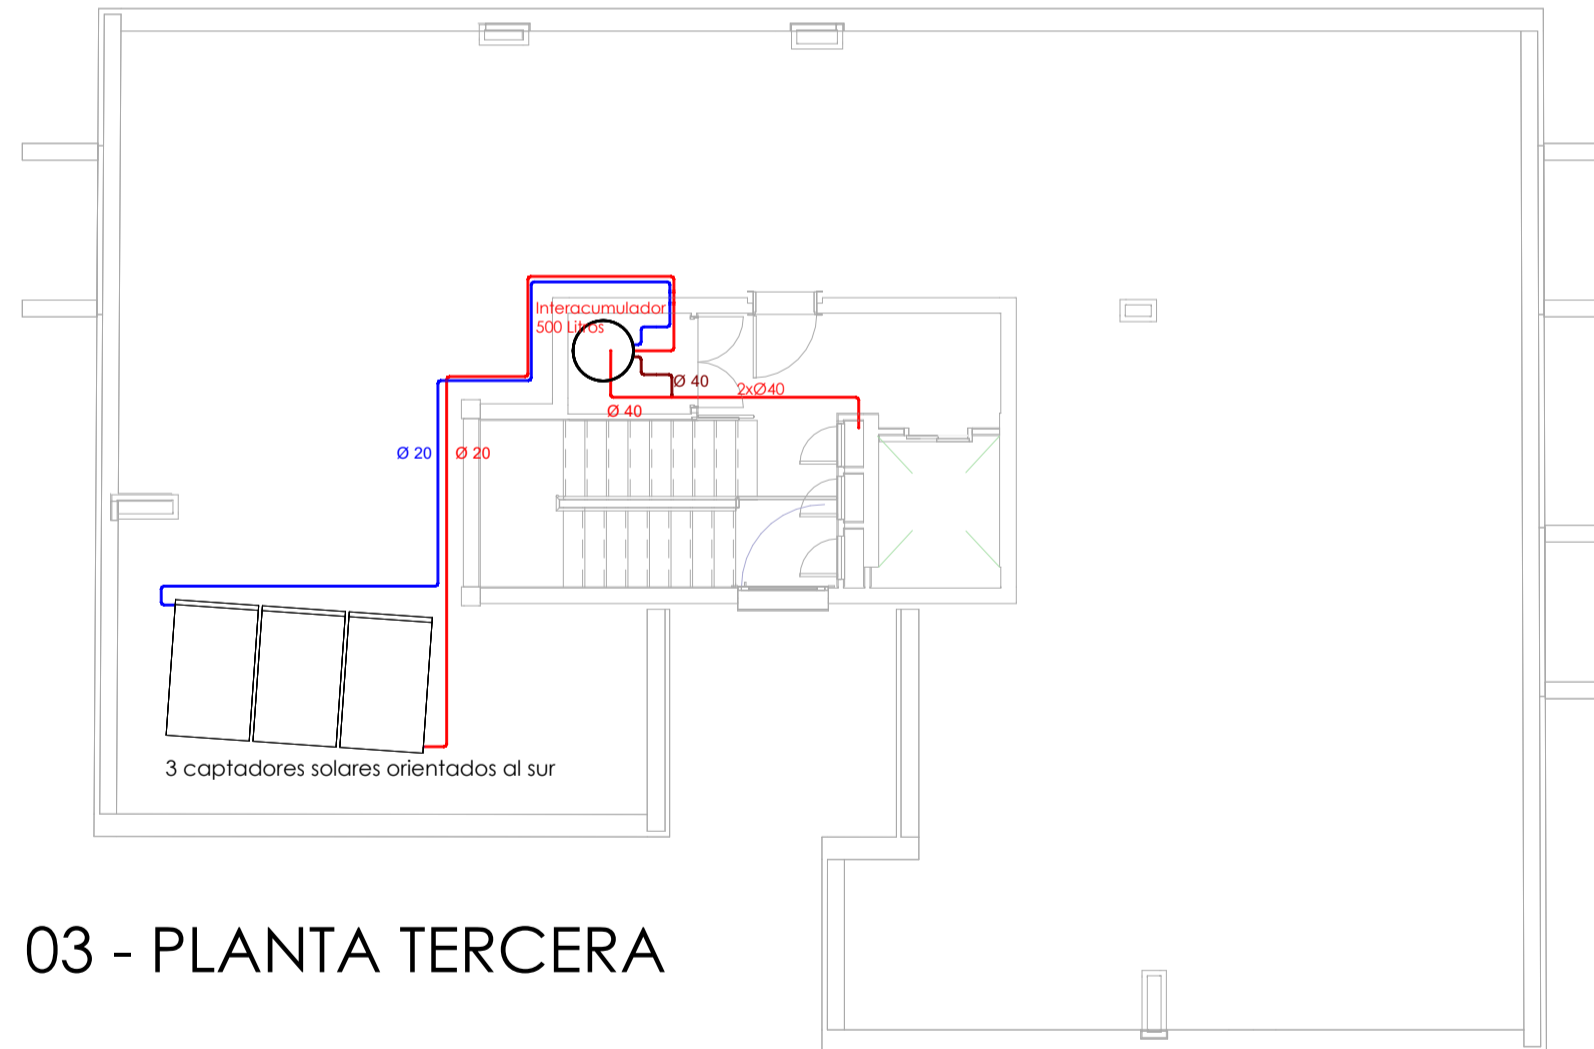 Interacumulador
500 Litros
Ø 40
2xØ40
Ø 40
Ø 20
Ø 20
3 captadores solares orientados al sur
03 - PLANTA TERCERA